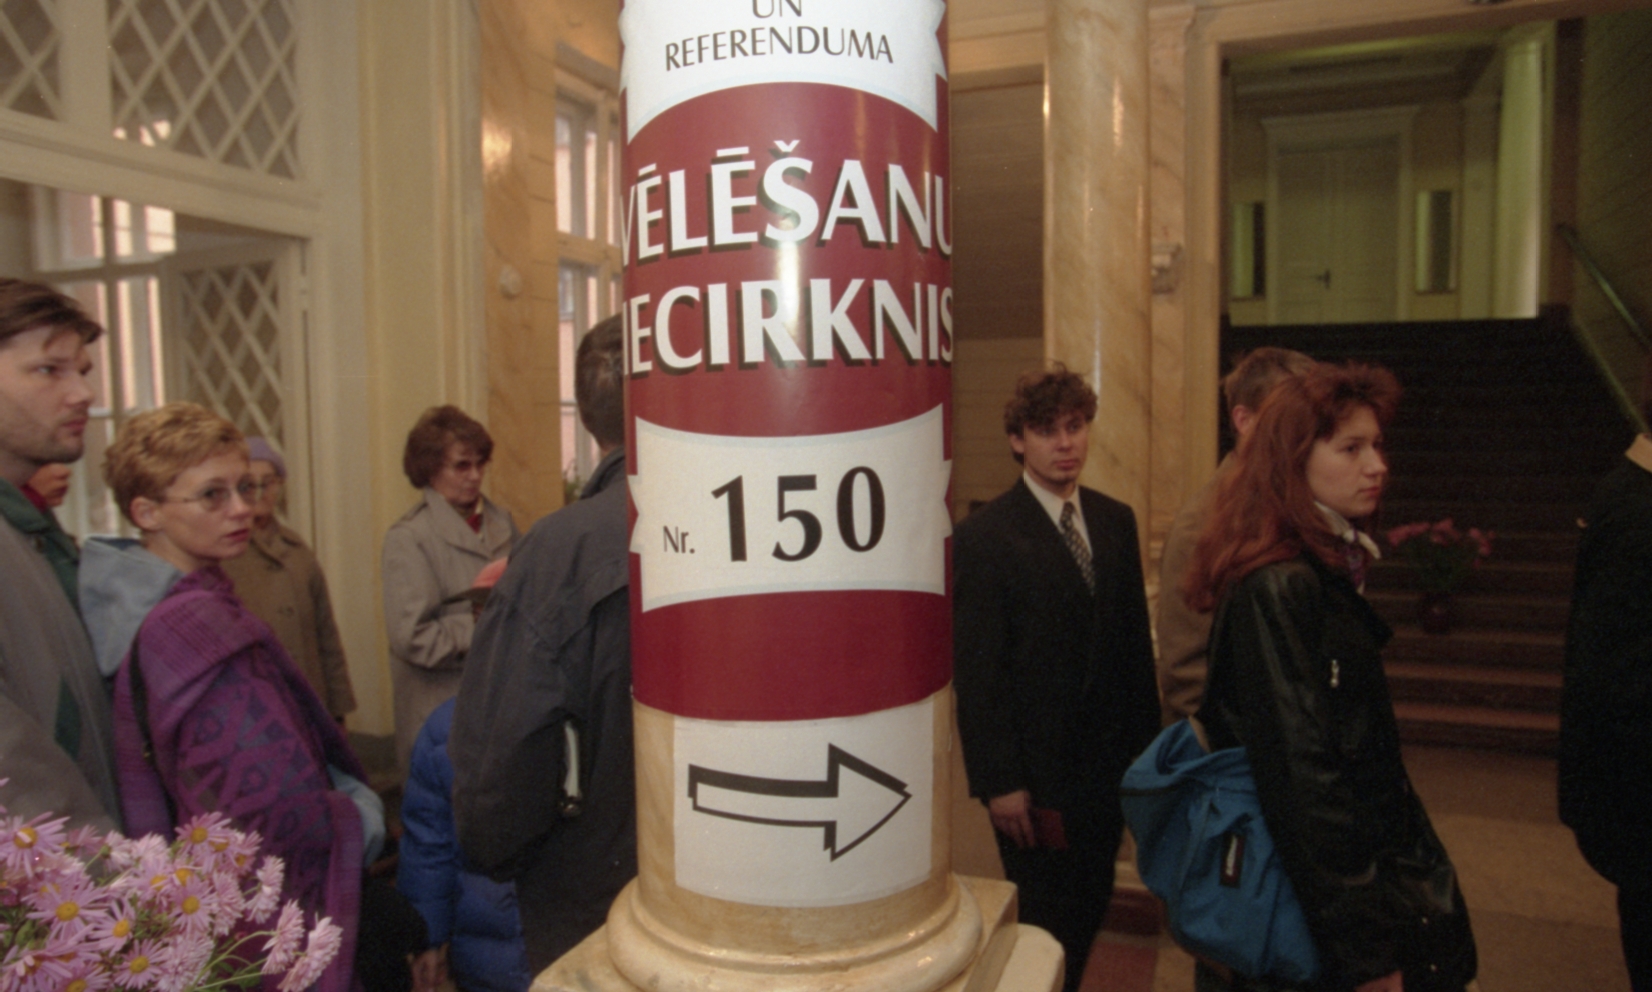 UN
REFERENDUMA
VĒLĒŠANU
IECIRKNIS
Nr. 150